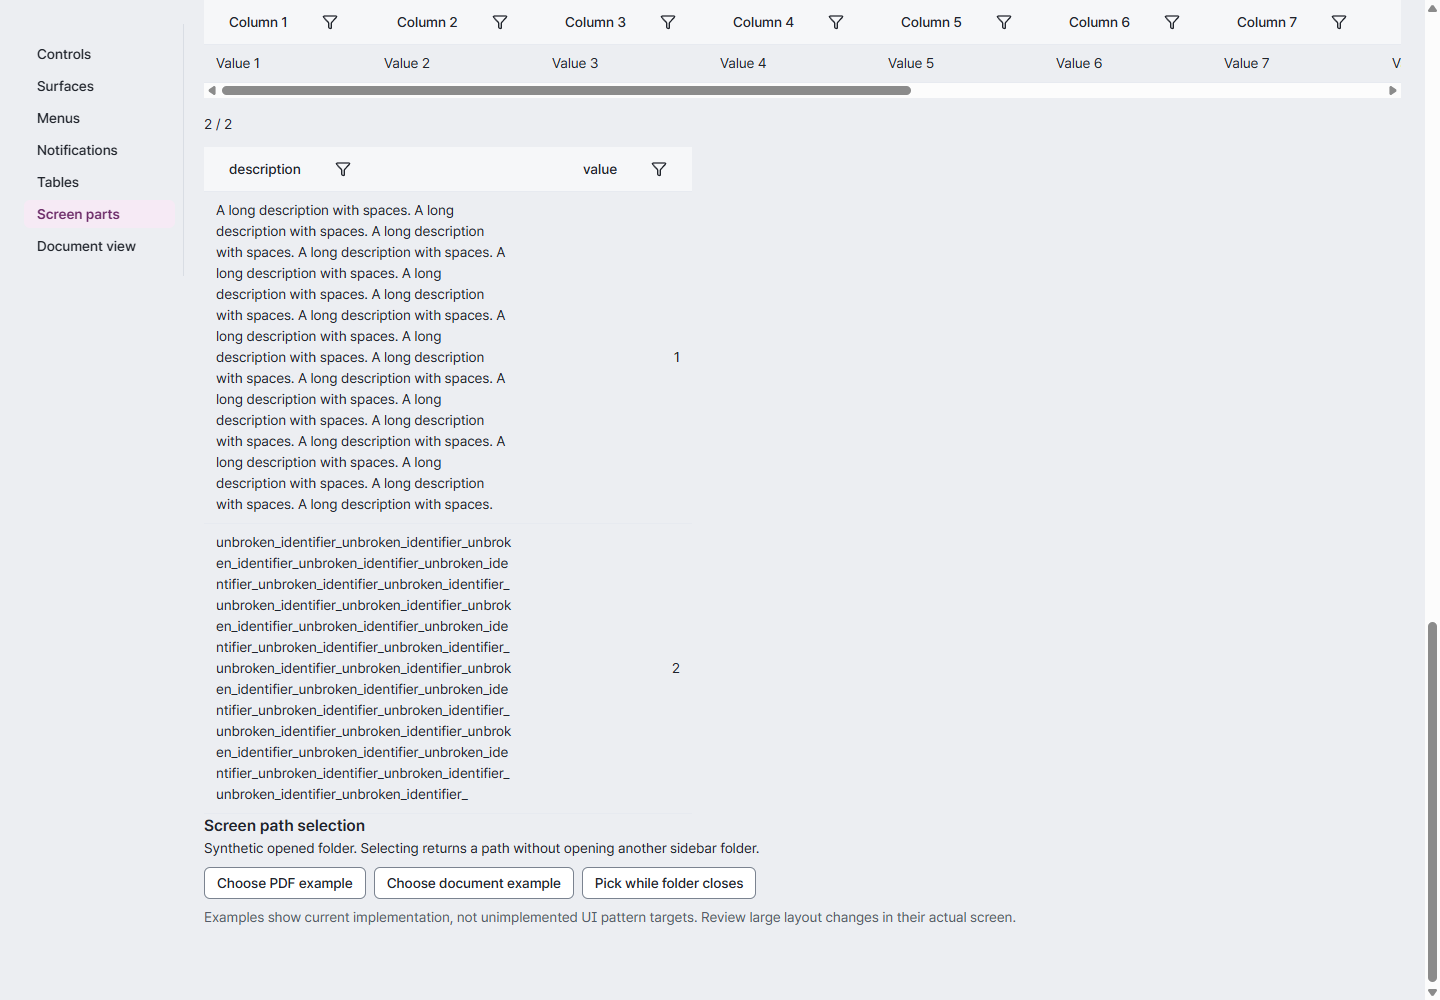 Controls
Surfaces
Menus
Notifications
Tables
Screen parts
Document view
Column 1 Column 2 Column 3 Column 4 Column 5 Column 6 Column 7
Value 1 Value 2 Value 3 Value 4 Value 5 Value 6 Value 7 V
2 / 2
description value
A long description with spaces. A long
description with spaces. A long description
with spaces. A long description with spaces. A
long description with spaces. A long
description with spaces. A long description
with spaces. A long description with spaces. A
long description with spaces. A long
description with spaces. A long description 1
with spaces. A long description with spaces. A
long description with spaces. A long
description with spaces. A long description
with spaces. A long description with spaces. A
long description with spaces. A long
description with spaces. A long description
with spaces. A long description with spaces.
unbroken_identifier_unbroken_identifier_unbrok
en_identifier_unbroken_identifier_unbroken_ide
ntifier_unbroken_identifier_unbroken_identifier_
unbroken_identifier_unbroken_identifier_unbrok
en_identifier_unbroken_identifier_unbroken_ide
ntifier_unbroken_identifier_unbroken_identifier_
unbroken_identifier_unbroken_identifier_unbrok 2
en_identifier_unbroken_identifier_unbroken_ide
ntifier_unbroken_identifier_unbroken_identifier_
unbroken_identifier_unbroken_identifier_unbrok
en_identifier_unbroken_identifier_unbroken_ide
ntifier_unbroken_identifier_unbroken_identifier_
unbroken_identifier_unbroken_identifier_
Screen path selection
Synthetic opened folder. Selecting returns a path without opening another sidebar folder.
Choose PDF example Choose document example Pick while folder closes
Examples show current implementation, not unimplemented UI pattern targets. Review large layout changes in their actual screen.